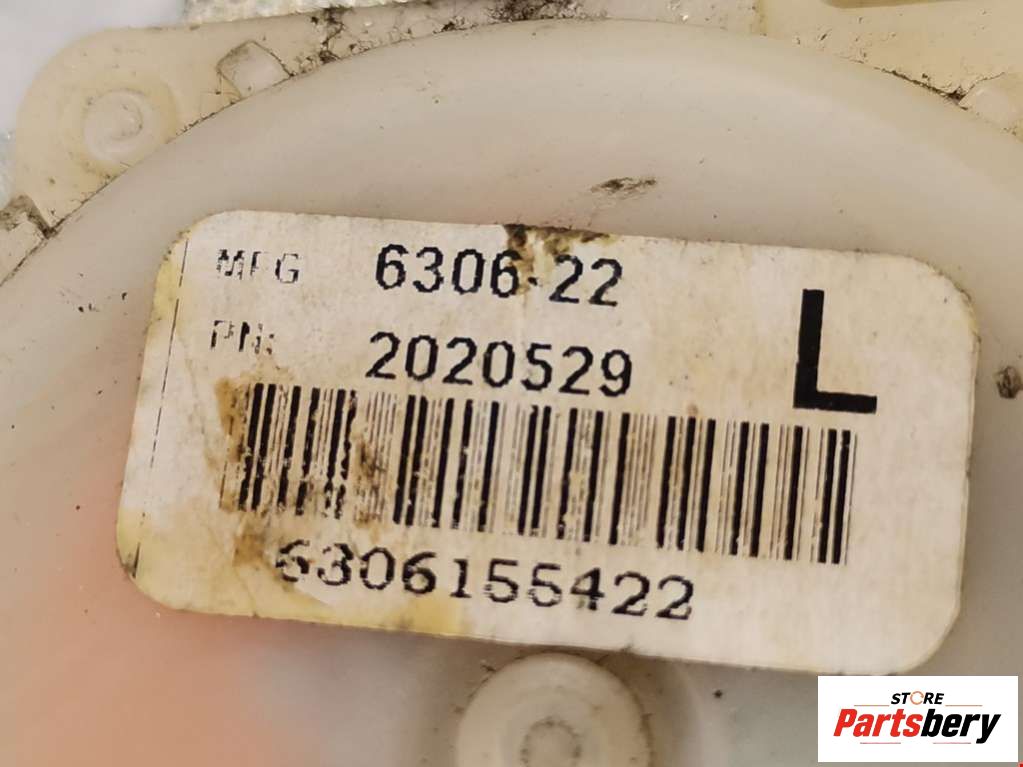 MFG 6306-22
L
PN: 2020529
6306155422
STORE
Partsbery